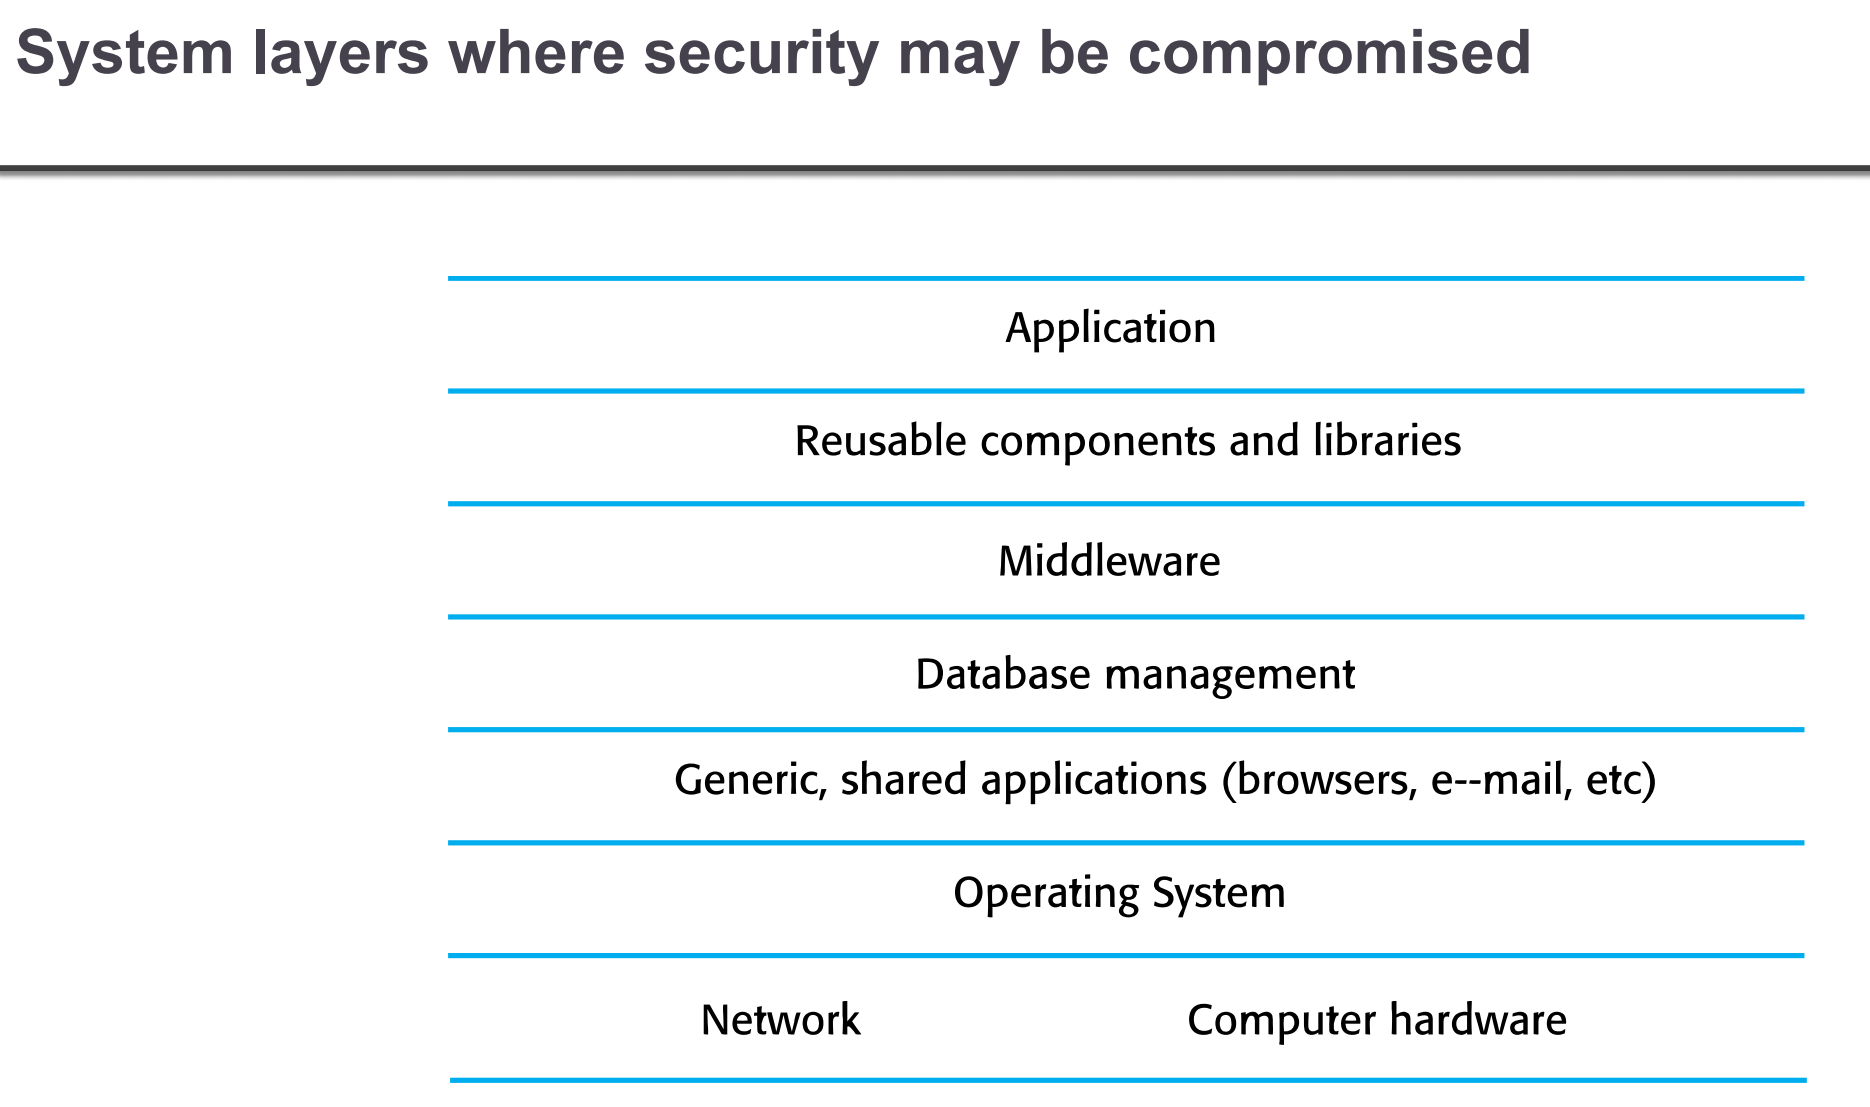 System layers where security may be compromised
Application
Reusable components and libraries
Middleware
Database management
Generic, shared applications (browsers, e--mail, etc)
Operating System
Network Computer hardware